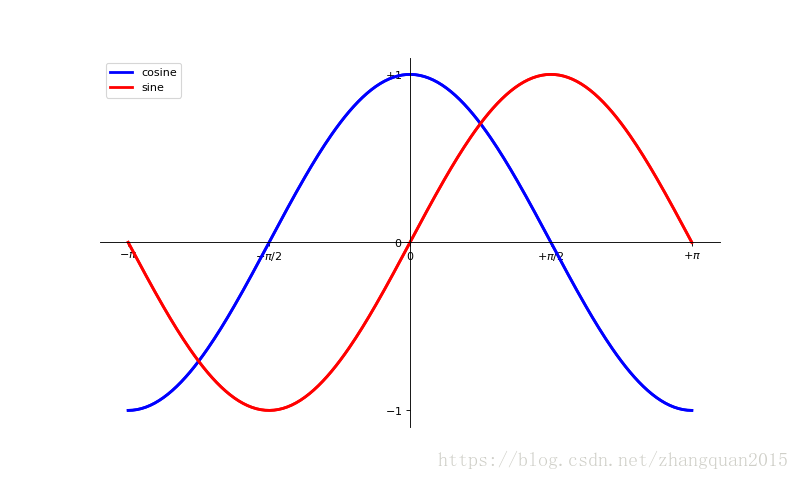 cosine
sine
+1
0
−π
−π/2
0
+π/2
+π
−1
https://blog.csdn.net/zhangquan2015